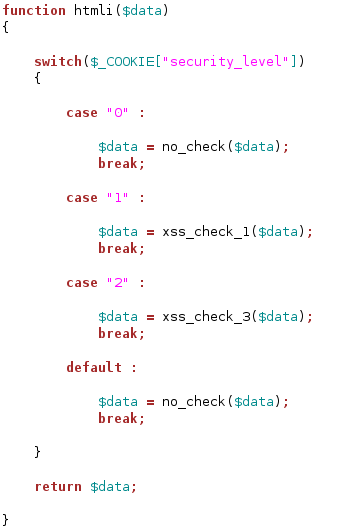 function htmli($data)
{
switch($_COOKIE["security_level"])
{
case "0" :
$data = no_check($data);
break;
case "1" :
$data = xss_check_1($data);
break;
case "2" :
$data = xss_check_3($data);
break;
default :
$data = no_check($data);
break;
}
return $data;
}